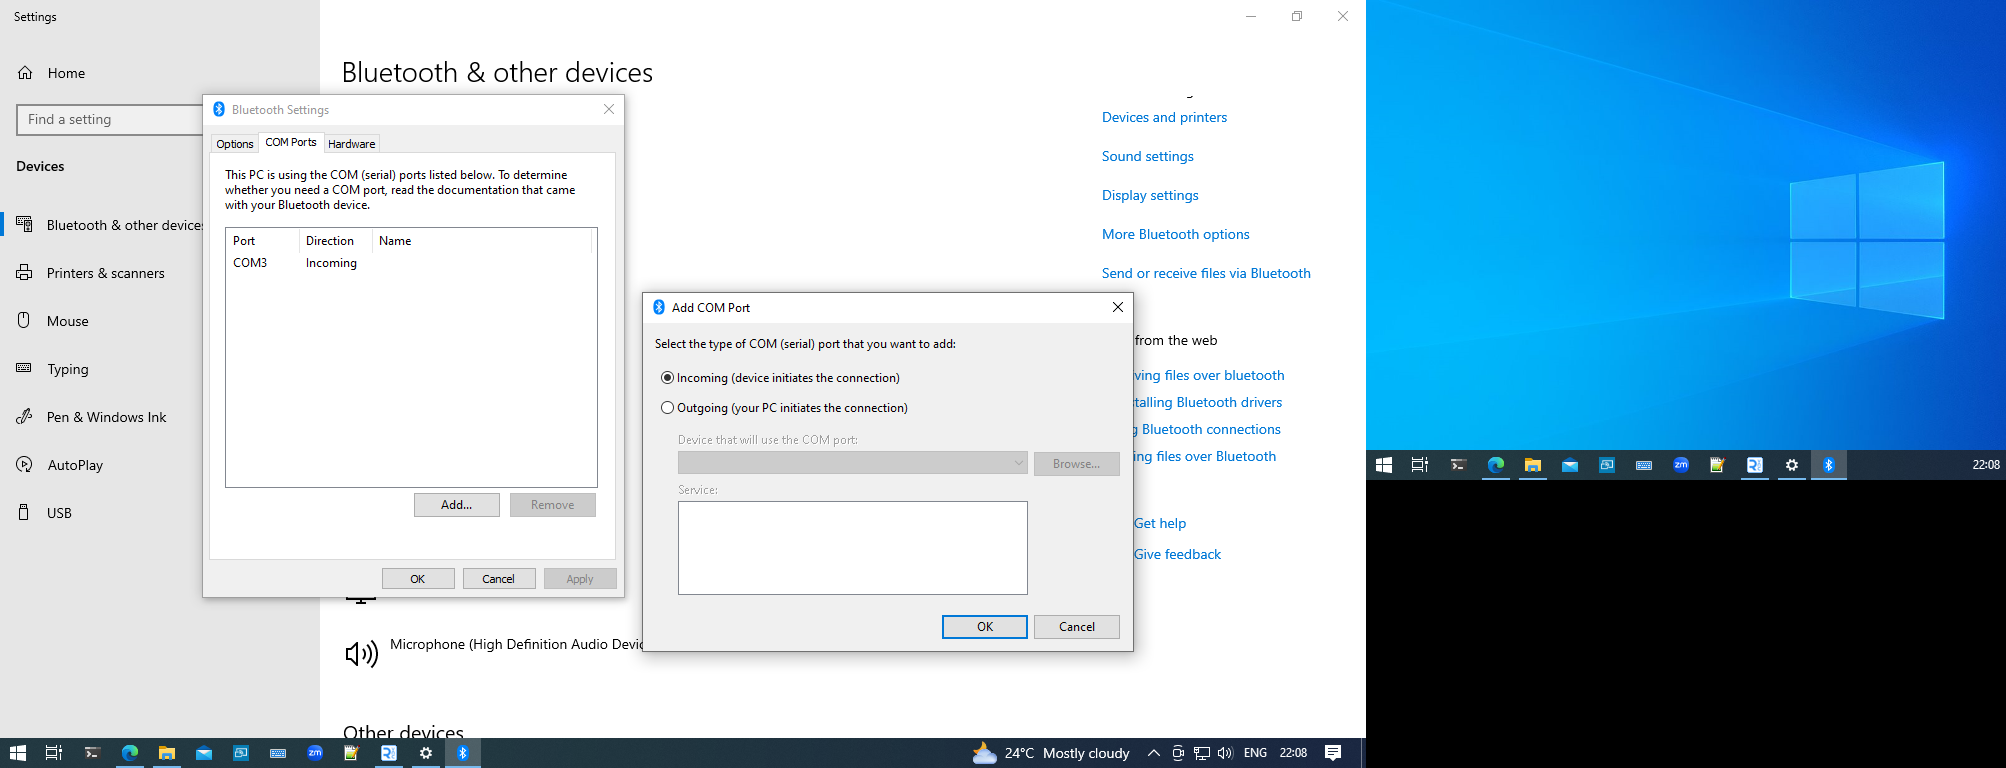 Settings
Home
Find a setting
Devices
Bluetooth & other devices
Printers & scanners
Mouse
Typing
Pen & Windows Ink
AutoPlay
USB
Bluetooth & other devices
Devices and printers
Sound settings
Display settings
More Bluetooth options
Send or receive files via Bluetooth
from the web
ving files over bluetooth
talling Bluetooth drivers
g Bluetooth connections
ing files over Bluetooth
Get help
Give feedback
Microphone (High Definition Audio Devic
Other devices
Bluetooth Settings
Options
COM Ports
Hardware
This PC is using the COM (serial) ports listed below. To determine
whether you need a COM port, read the documentation that came
with your Bluetooth device.
Port Direction Name
COM3 Incoming
Add...
Remove
OK
Cancel
Apply
Add COM Port
Select the type of COM (serial) port that you want to add:
Incoming (device initiates the connection)
Outgoing (your PC initiates the connection)
Device that will use the COM port:
Browse...
Service:
OK
Cancel
zm
24°C Mostly cloudy
ENG
22:08
zm
22:08